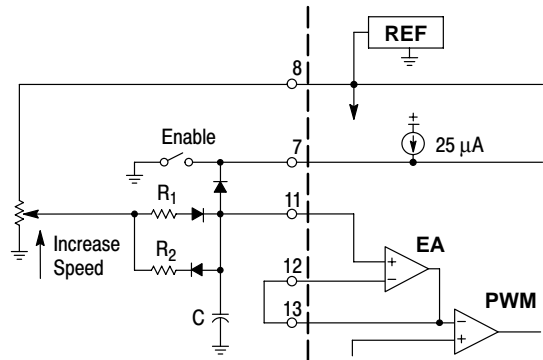 REF
8
Enable
7
25 µA
R1
11
Increase
Speed
EA
R2
12
PWM
13
C